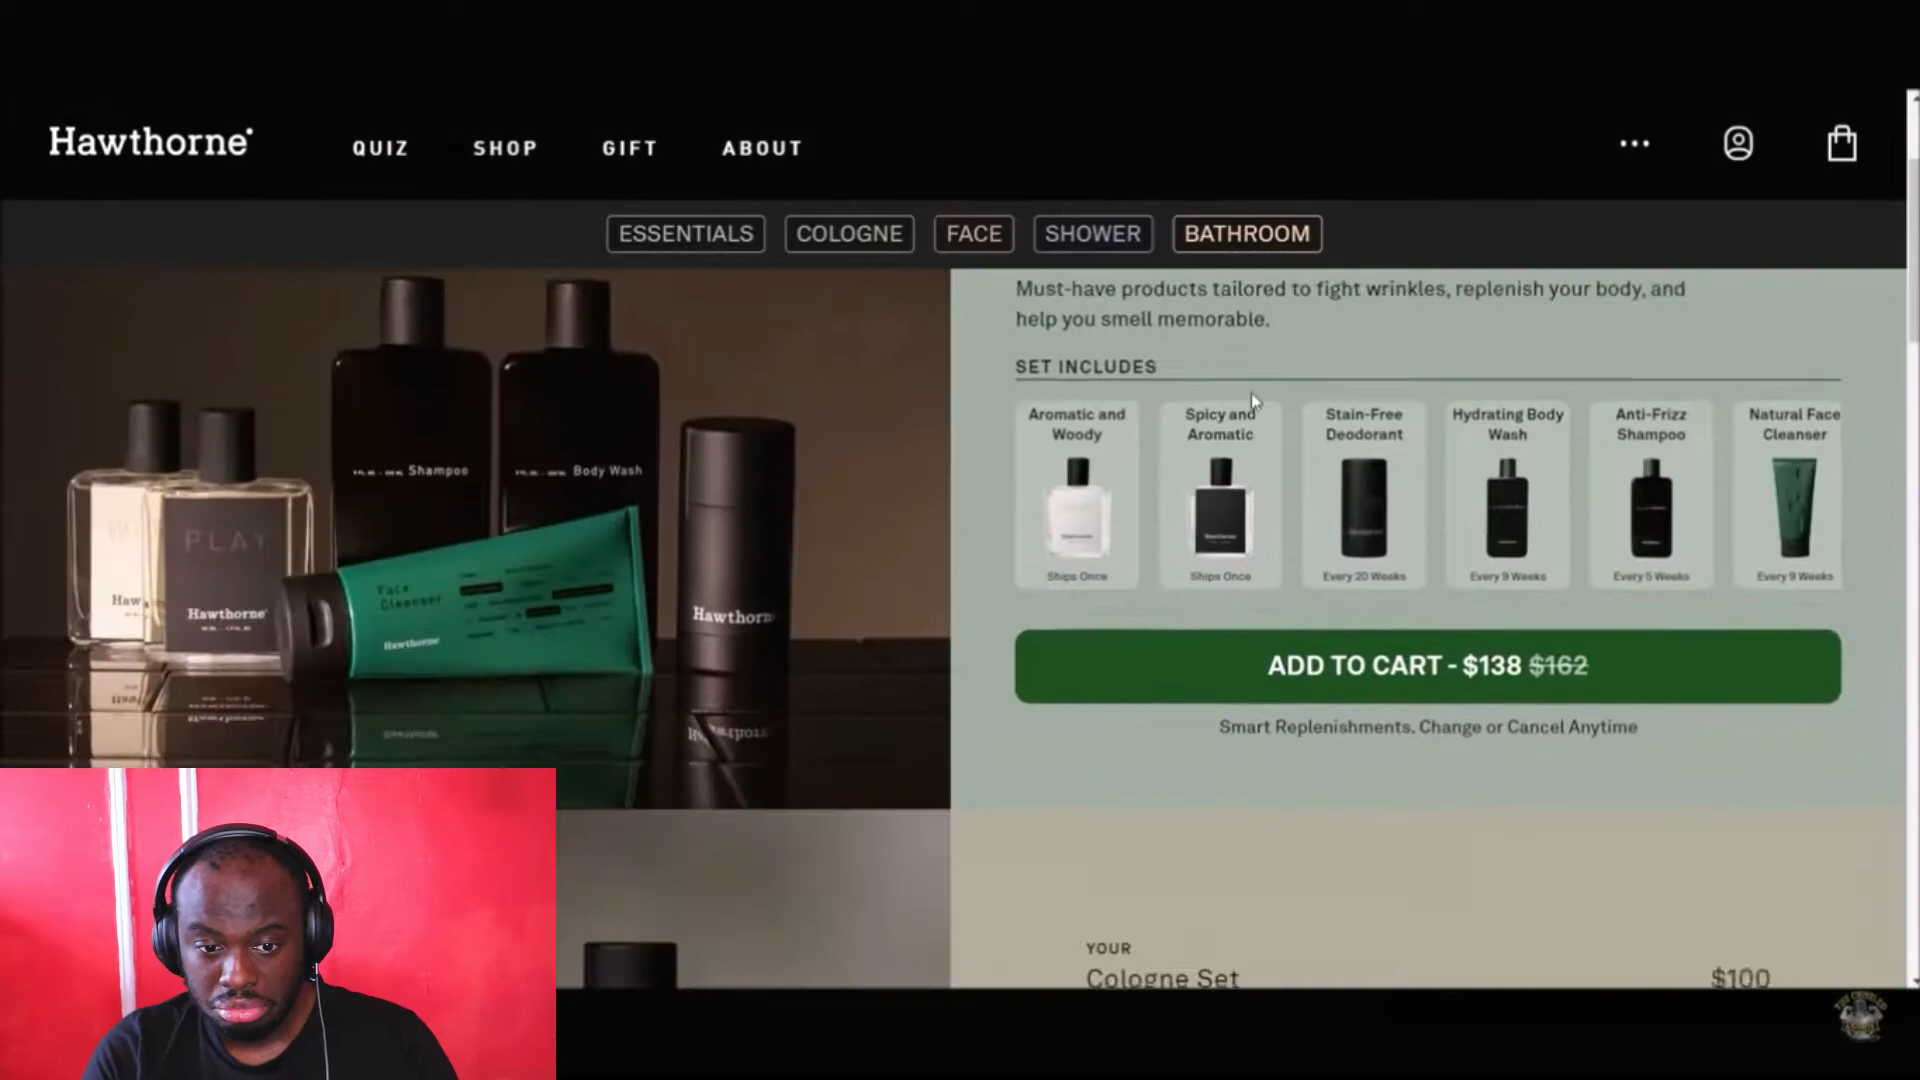 Hawthorne
QUIZ
SHOP
GIFT
ABOUT
ESSENTIALS
COLOGNE
FACE
SHOWER
BATHROOM
Must-have products tailored to fight wrinkles, replenish your body, and
help you smell memorable.
SET INCLUDES
Aromatic and
Woody
Ships Once
Spicy and
Aromatic
Ships Once
Stain-Free
Deodorant
Every 20 Weeks
Hydrating Body
Wash
Every 9 Weeks
Anti-Frizz
Shampoo
Every 5 Weeks
Natural Face
Cleanser
Every 9 Weeks
ADD TO CART - $138 $162
Smart Replenishments. Change or Cancel Anytime
Shampoo
Body Wash
PLAY
Haw
Hawthorne
Face
Cleanser
Hawthorne
Hawthorne
YOUR
Cologne Set
$100